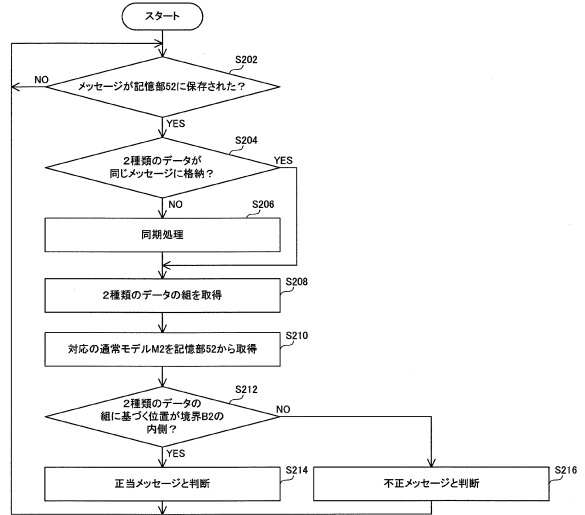 スタート
S202
メッセージが記憶部52に保存された？
NO
YES
S204
2種類のデータが
同じメッセージに格納？
YES
NO
S206
同期処理
S208
2種類のデータの組を取得
S210
対応の通常モデルM2を記憶部52から取得
S212
2種類のデータの
組に基づく位置が境界B2の
内側？
NO
YES
S214
正当メッセージと判断
S216
不正メッセージと判断